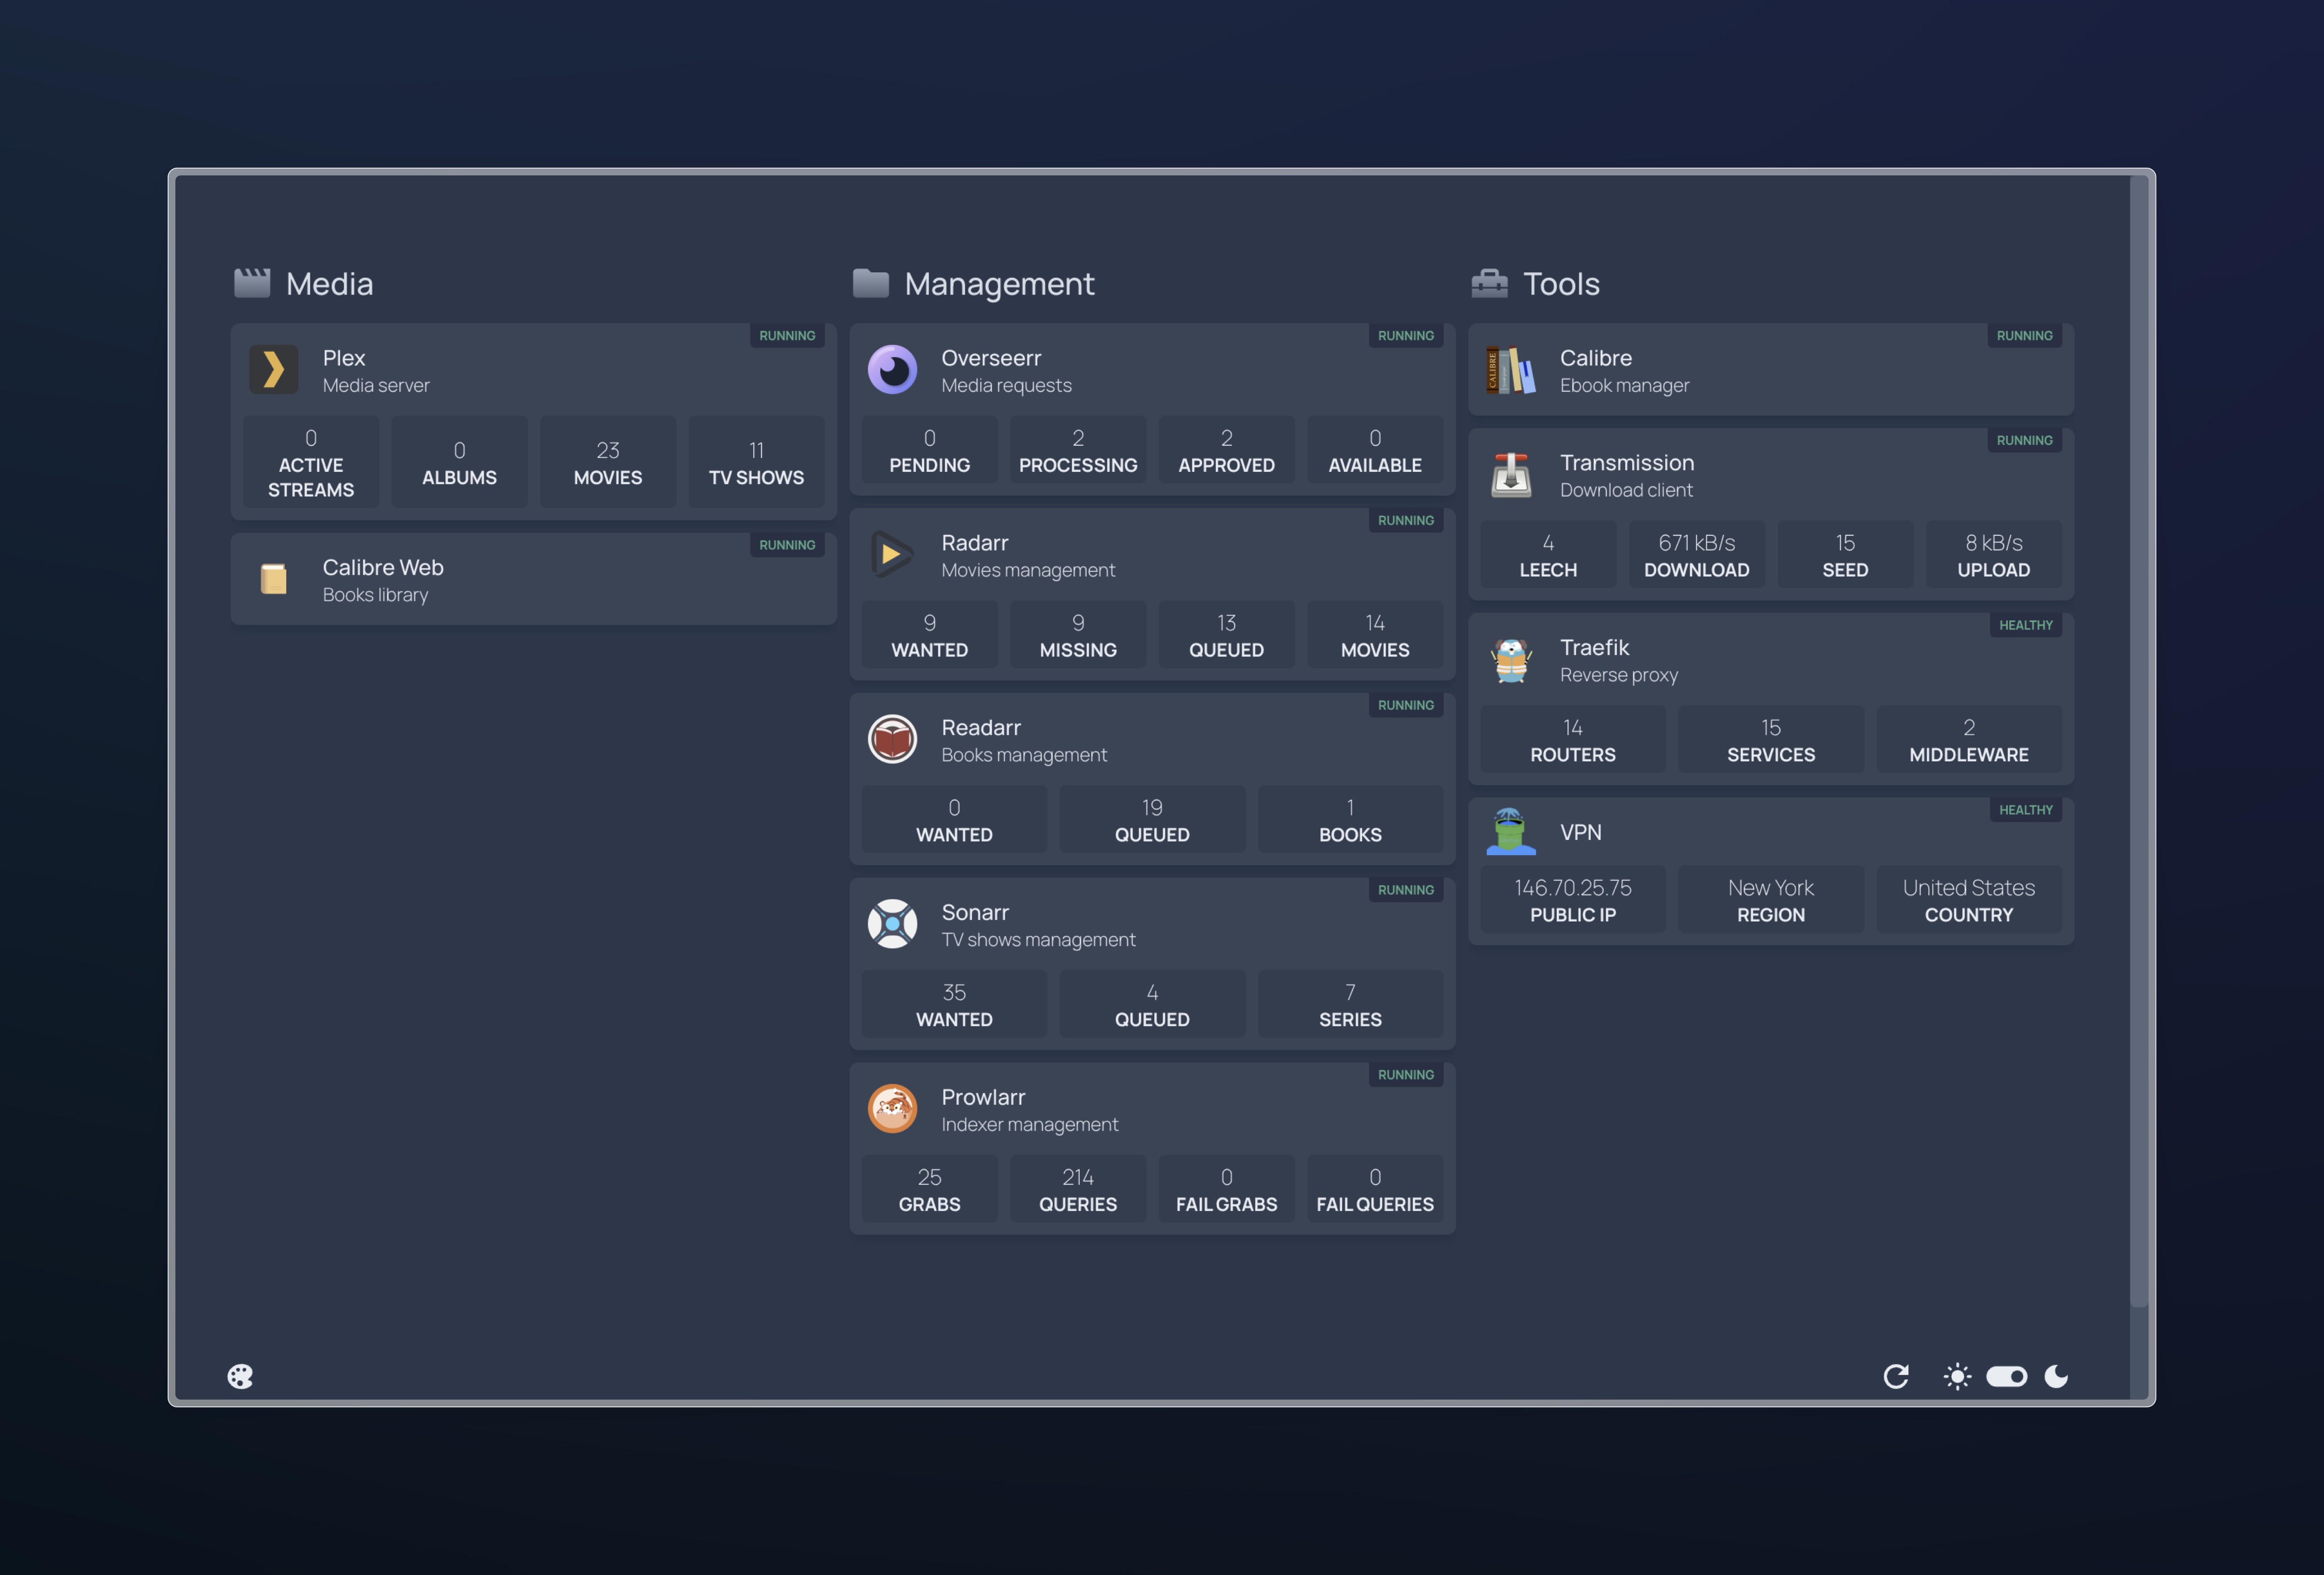 Media
RUNNING
Plex
Media server
0
ACTIVE
STREAMS
0
ALBUMS
23
MOVIES
11
TV SHOWS
RUNNING
Calibre Web
Books library
Management
RUNNING
Overseerr
Media requests
0
PENDING
2
PROCESSING
2
APPROVED
0
AVAILABLE
RUNNING
Radarr
Movies management
9
WANTED
9
MISSING
13
QUEUED
14
MOVIES
RUNNING
Readarr
Books management
0
WANTED
19
QUEUED
1
BOOKS
RUNNING
Sonarr
TV shows management
35
WANTED
4
QUEUED
7
SERIES
RUNNING
Prowlarr
Indexer management
25
GRABS
214
QUERIES
0
FAIL GRABS
0
FAIL QUERIES
Tools
RUNNING
CALIBRE
Calibre
Ebook manager
RUNNING
Transmission
Download client
4
LEECH
671 kB/s
DOWNLOAD
15
SEED
8 kB/s
UPLOAD
HEALTHY
Traefik
Reverse proxy
14
ROUTERS
15
SERVICES
2
MIDDLEWARE
HEALTHY
VPN
146.70.25.75
PUBLIC IP
New York
REGION
United States
COUNTRY